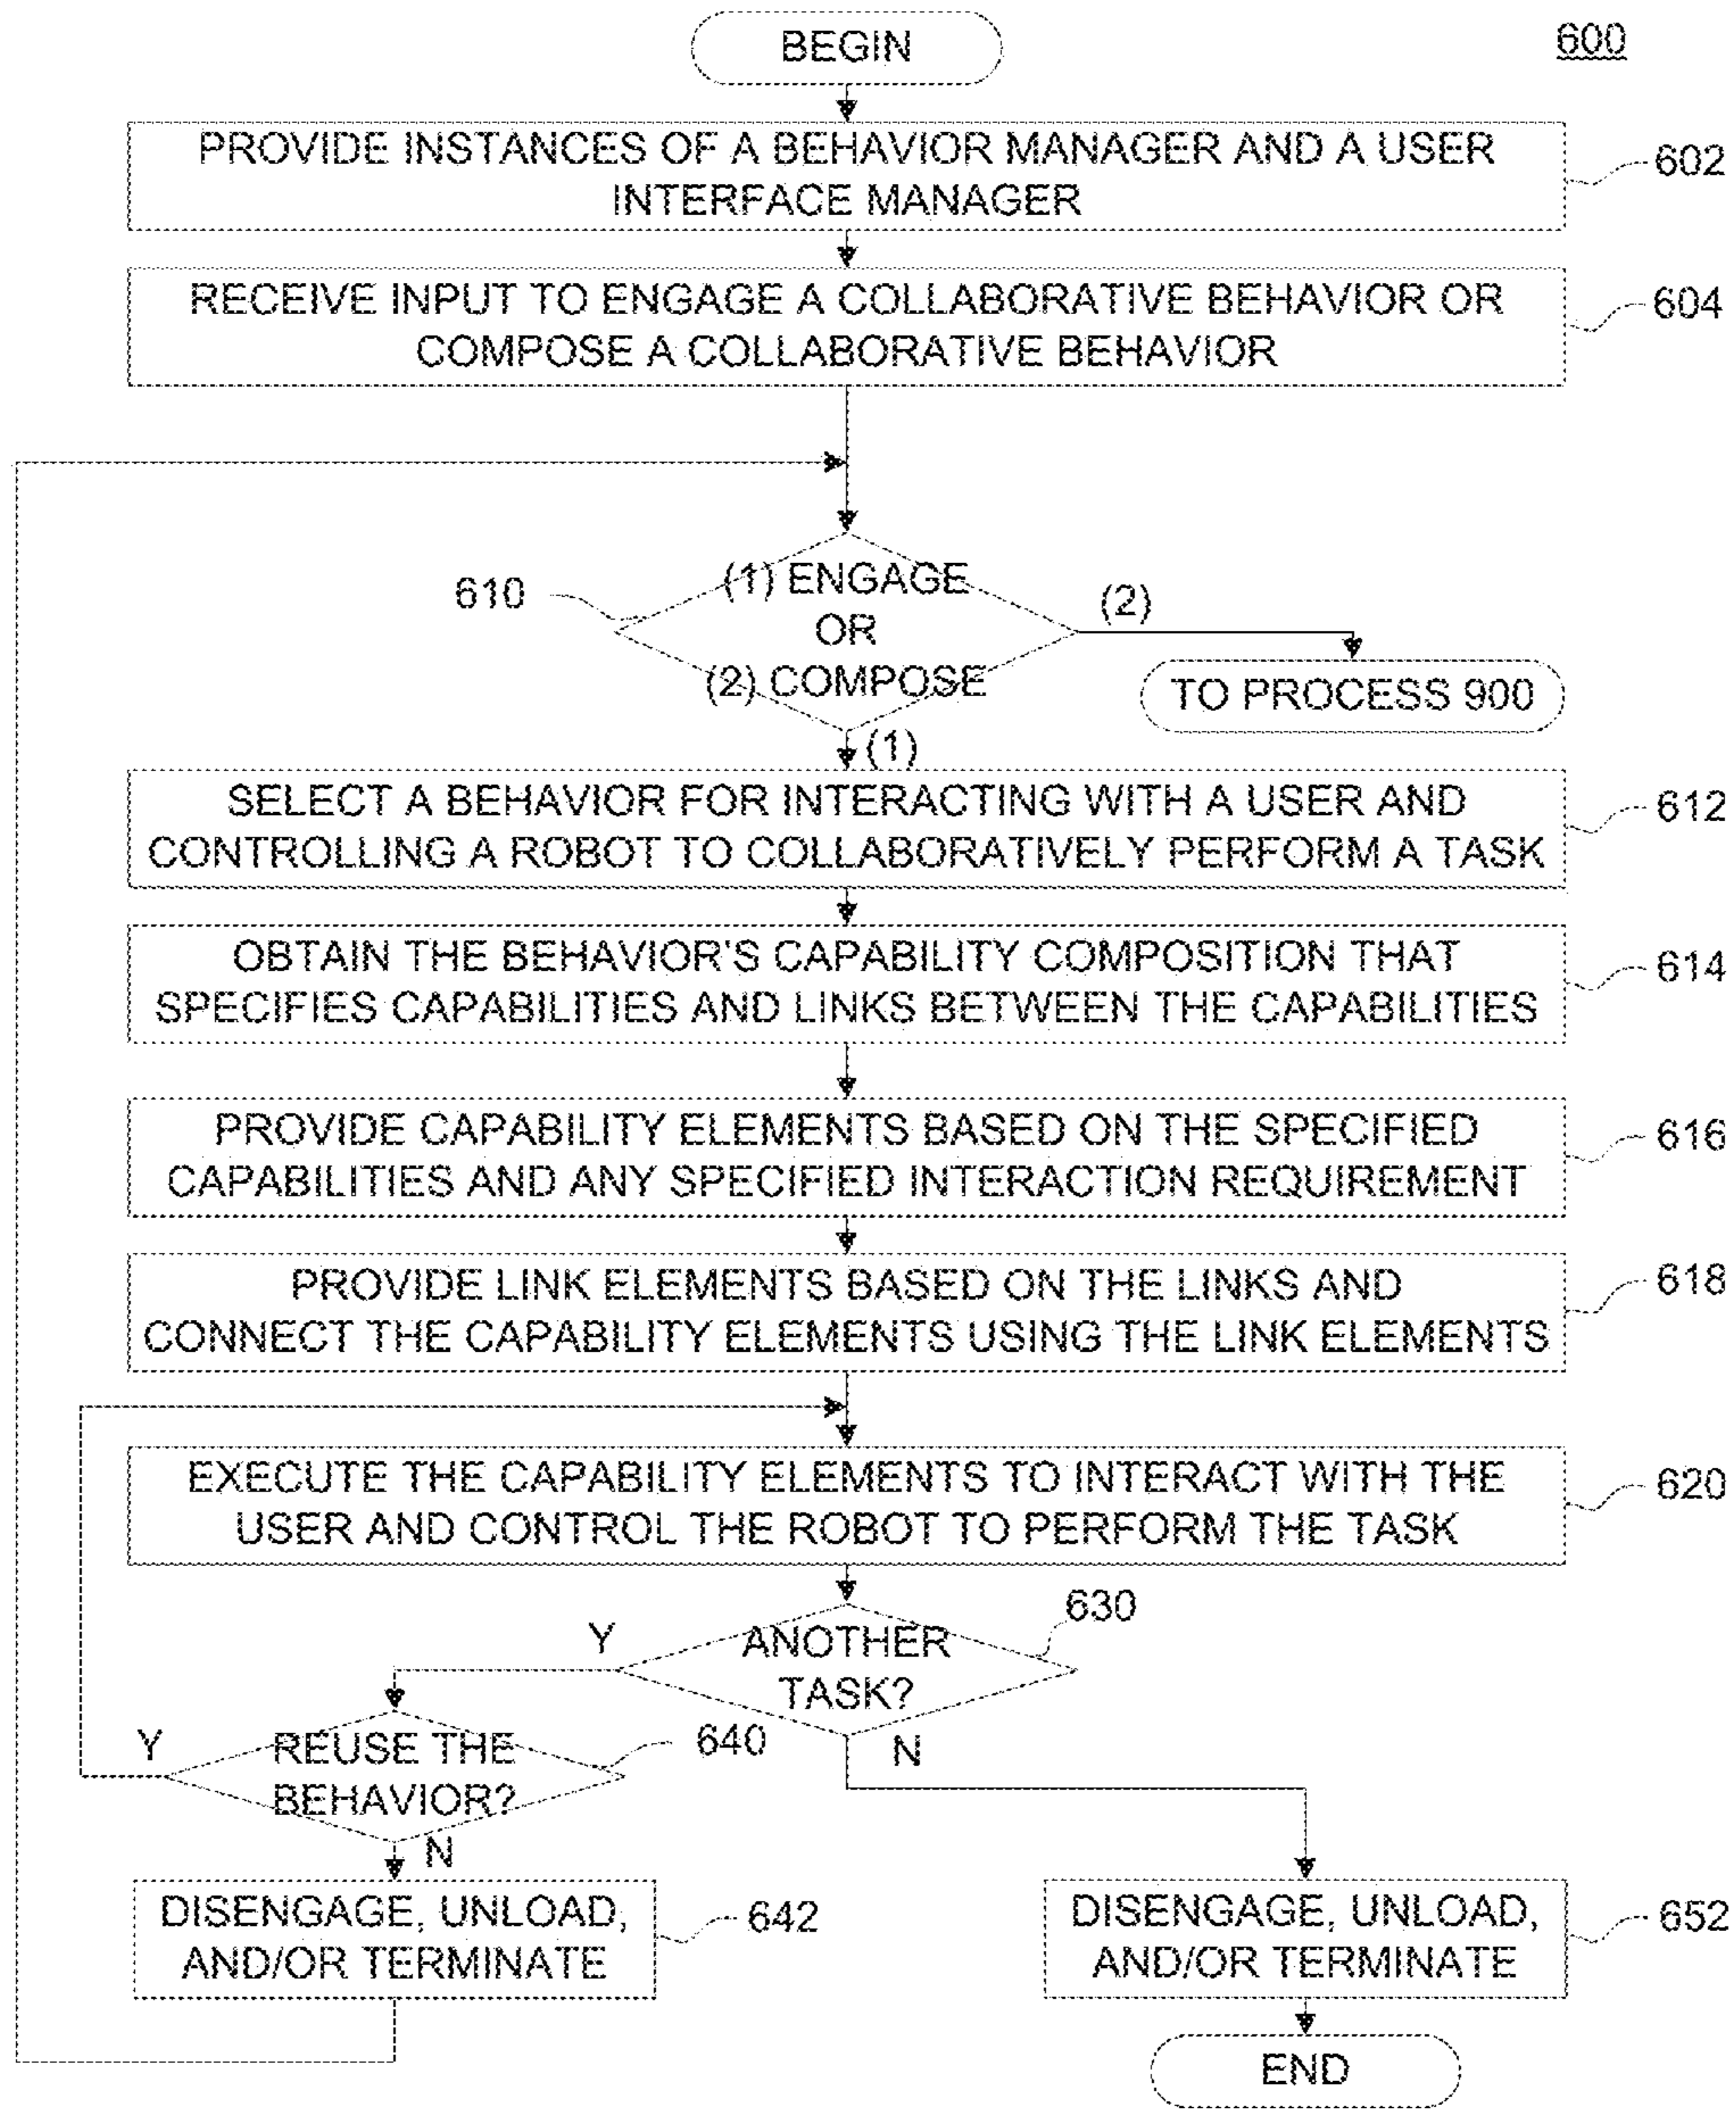 BEGIN
600
PROVIDE INSTANCES OF A BEHAVIOR MANAGER AND A USER
INTERFACE MANAGER
602
RECEIVE INPUT TO ENGAGE A COLLABORATIVE BEHAVIOR OR
COMPOSE A COLLABORATIVE BEHAVIOR
604
610
(1) ENGAGE
OR
(2) COMPOSE
(2)
TO PROCESS 900
(1)
SELECT A BEHAVIOR FOR INTERACTING WITH A USER AND
CONTROLLING A ROBOT TO COLLABORATIVELY PERFORM A TASK
612
OBTAIN THE BEHAVIOR'S CAPABILITY COMPOSITION THAT
SPECIFIES CAPABILITIES AND LINKS BETWEEN THE CAPABILITIES
614
PROVIDE CAPABILITY ELEMENTS BASED ON THE SPECIFIED
CAPABILITIES AND ANY SPECIFIED INTERACTION REQUIREMENT
616
PROVIDE LINK ELEMENTS BASED ON THE LINKS AND
CONNECT THE CAPABILITY ELEMENTS USING THE LINK ELEMENTS
618
EXECUTE THE CAPABILITY ELEMENTS TO INTERACT WITH THE
USER AND CONTROL THE ROBOT TO PERFORM THE TASK
620
ANOTHER
TASK?
630
Y
N
REUSE THE
BEHAVIOR?
640
Y
N
DISENGAGE, UNLOAD,
AND/OR TERMINATE
642
DISENGAGE, UNLOAD,
AND/OR TERMINATE
652
END